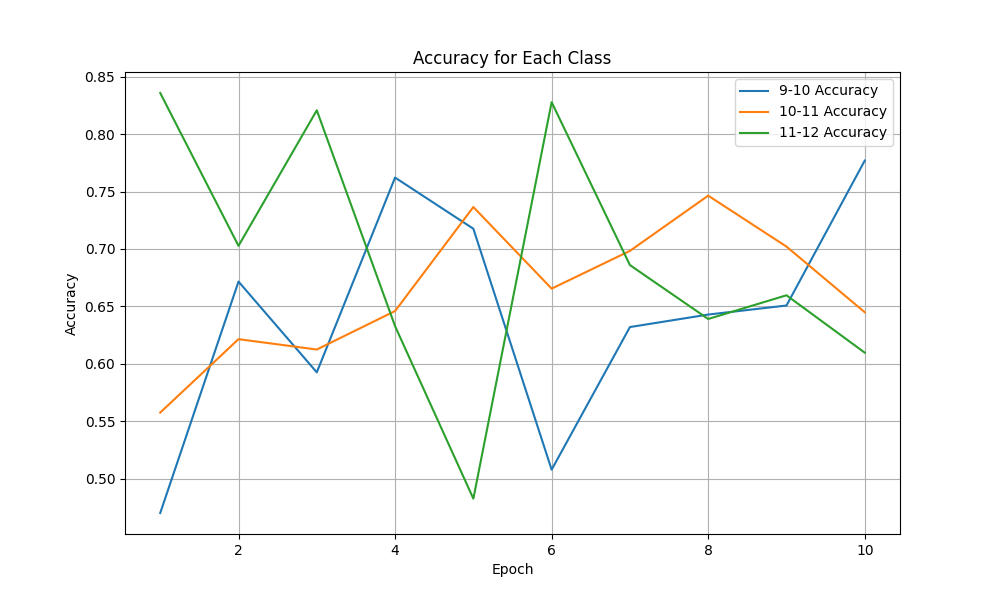 Accuracy for Each Class
0.85
0.80
0.75
0.70
0.65
0.60
0.55
0.50
Accuracy
9-10 Accuracy
10-11 Accuracy
11-12 Accuracy
2 4 6 8 10
Epoch